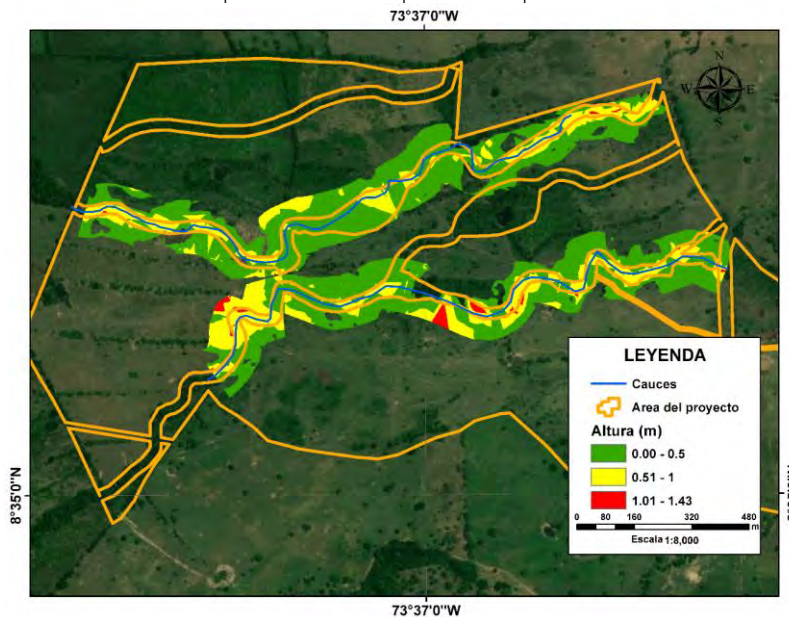 73°37'0"W
N
W
E
S
LEYENDA
Cauces
Area del proyecto
Altura (m)
0.00 - 0.5
0.51 - 1
1.01 - 1.43
0 80 160 320 480
m
Escala 1:8,000
8°35'0"N
73°37'0"W